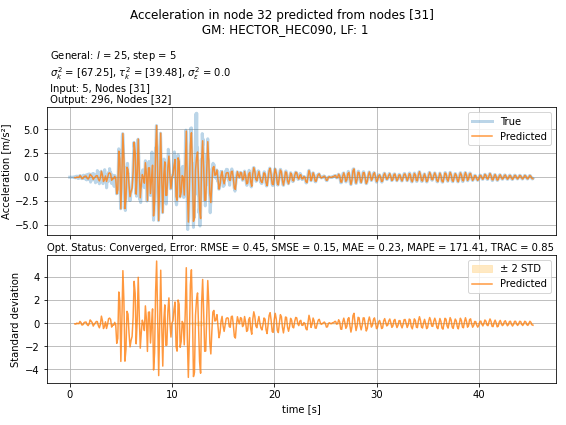 Acceleration in node 32 predicted from nodes [31]
GM: HECTOR_HEC090, LF: 1
General: l = 25, step = 5
σ²ₖ = [67.25], τ²ₖ = [39.48], σ²ε = 0.0
Input: 5, Nodes [31]
Output: 296, Nodes [32]
True
Predicted
Acceleration [m/s²]
5.0
2.5
0.0
−2.5
−5.0
Opt. Status: Converged, Error: RMSE = 0.45, SMSE = 0.15, MAE = 0.23, MAPE = 171.41, TRAC = 0.85
± 2 STD
Predicted
Standard deviation
4
2
0
−2
−4
0 10 20 30 40
time [s]